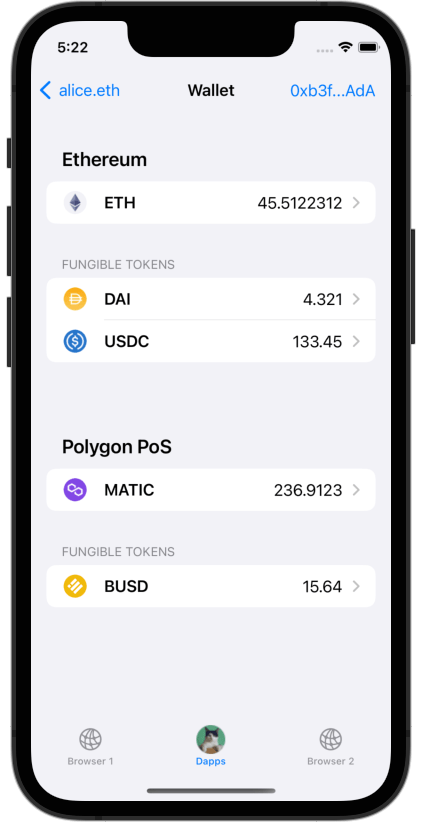 5:22
alice.eth Wallet 0xb3f...AdA
Ethereum
ETH 45.5122312
FUNGIBLE TOKENS
DAI 4.321
USDC 133.45
Polygon PoS
MATIC 236.9123
FUNGIBLE TOKENS
BUSD 15.64
Browser 1 Dapps Browser 2